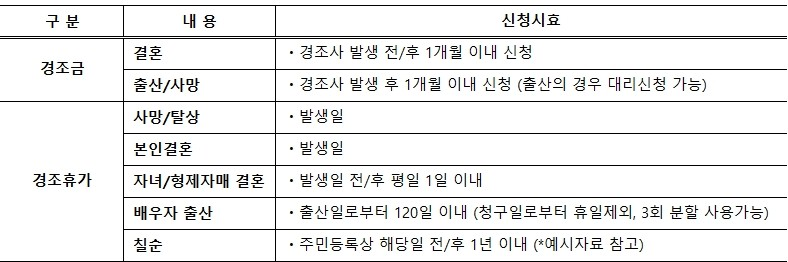 구 분 내 용 신청시효
경조금 결혼 • 경조사 발생 전/후 1개월 이내 신청
출산/사망 • 경조사 발생 후 1개월 이내 신청 (출산의 경우 대리신청 가능)
경조휴가 사망/탈상 • 발생일
본인결혼 • 발생일
자녀/형제자매 결혼 • 발생일 전/후 평일 1일 이내
배우자 출산 • 출산일로부터 120일 이내 (청구일로부터 휴일제외, 3회 분할 사용가능)
칠순 • 주민등록상 해당일 전/후 1년 이내 (*예시자료 참고)